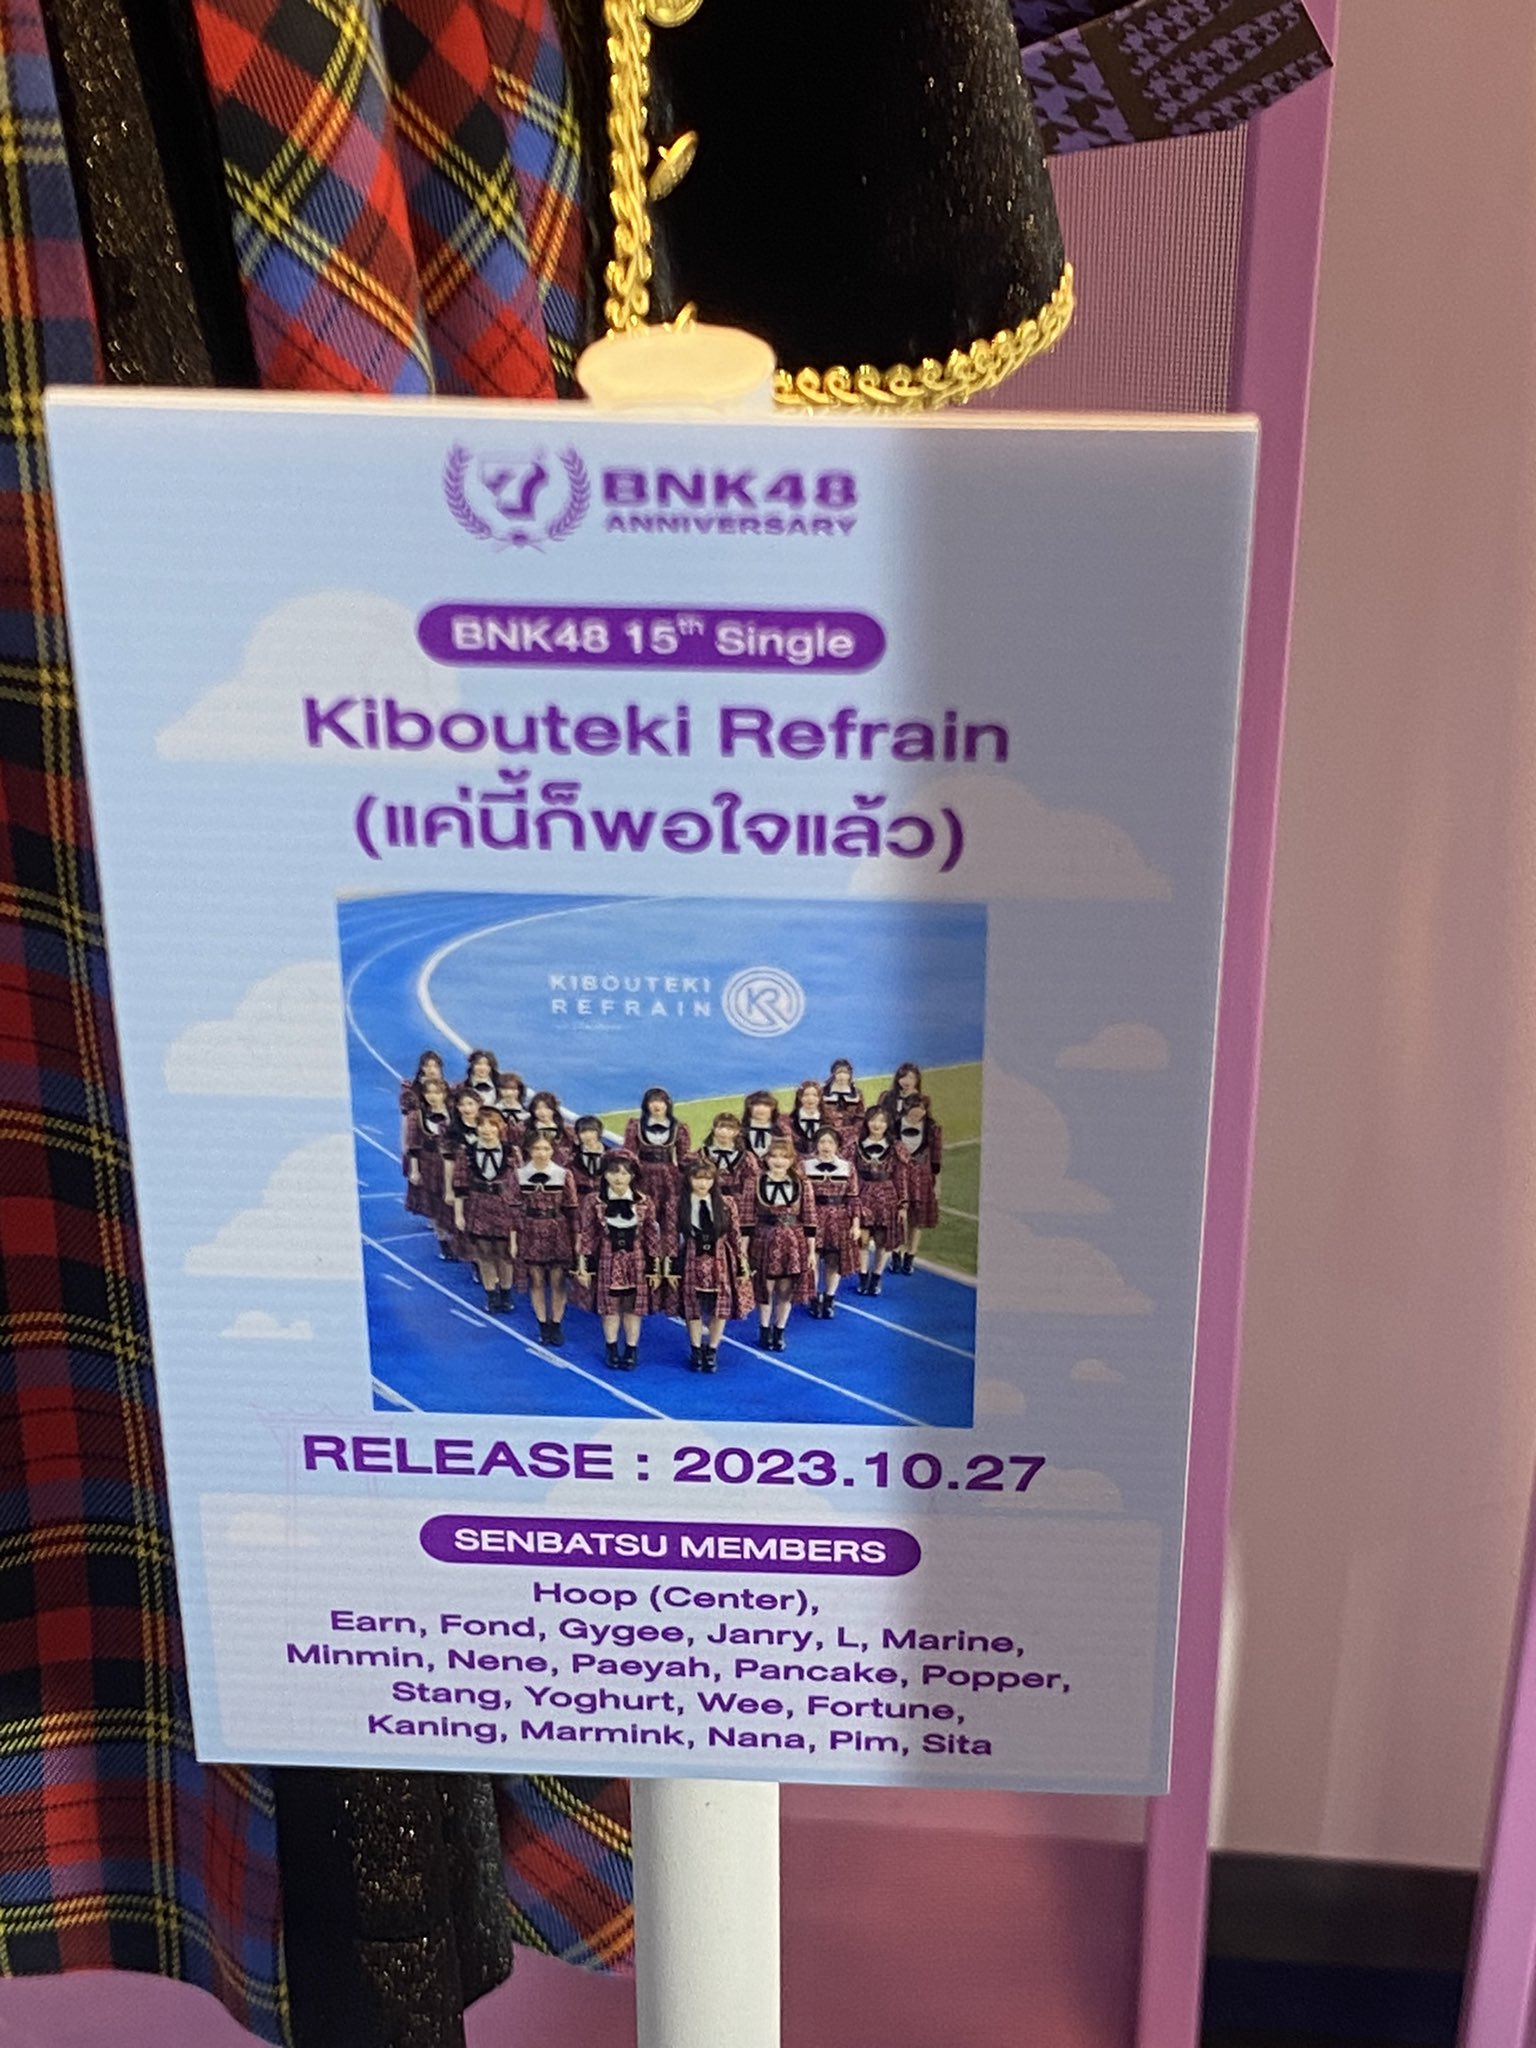 BNK48
ANNIVERSARY
BNK48 15th Single
Kibouteki Refrain
(แค่นี้ก็พอใจแล้ว)
KIBOUTEKI
REFRAIN
KR
RELEASE : 2023.10.27
SENBATSU MEMBERS
Hoop (Center),
Earn, Fond, Gygee, Janry, L, Marine,
Minmin, Nene, Paeyah, Pancake, Popper,
Stang, Yoghurt, Wee, Fortune,
Kaning, Marmink, Nana, Pim, Sita